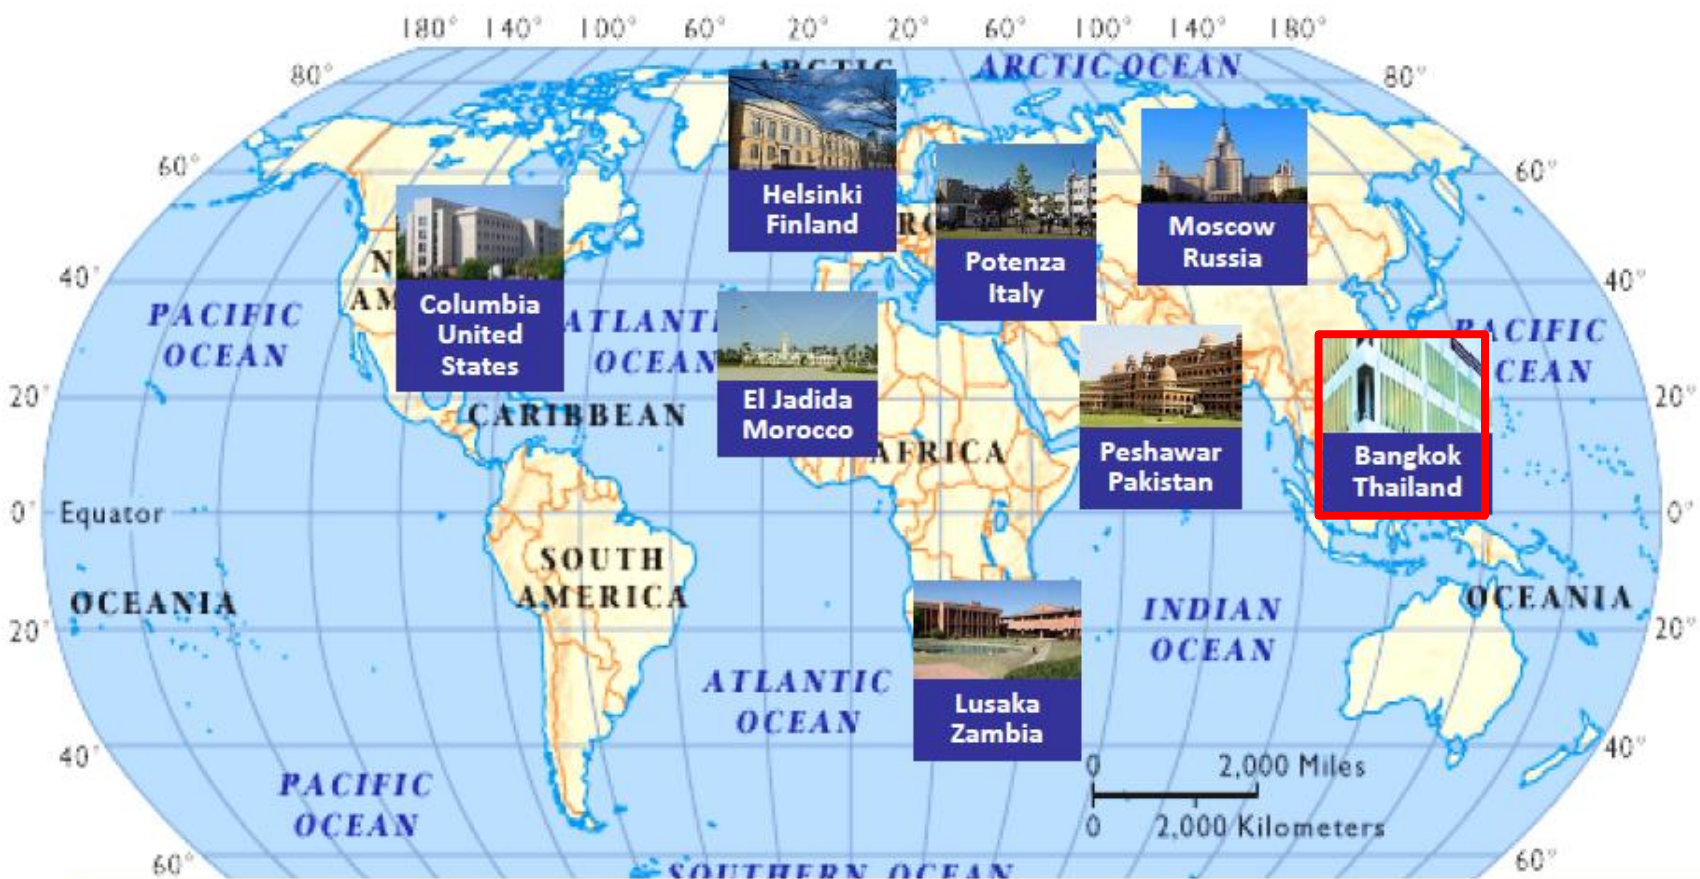 180° 140° 100° 60° 20° 20° 60° 100° 140° 180°
80° ARCTIC ARCTIC OCEAN 80°
60° 60°
Helsinki
Finland
Moscow
Russia
Potenza
Italy
40° 40°
Columbia
United
States
PACIFIC
OCEAN
ATLANTI
OCEAN
PACIFIC
CEAN
N
AM
RO
El Jadida
Morocco
20° 20°
CARIBBEAN
AFRICA
Peshawar
Pakistan
Bangkok
Thailand
0° Equator 0°
SOUTH
AMERICA
OCEANIA
INDIAN
OCEAN
OCEANIA
20° 20°
ATLANTIC
OCEAN
Lusaka
Zambia
40° 40°
PACIFIC
OCEAN
0 2,000 Miles
0 2,000 Kilometers
60° 60°
SOUTHERN OCEAN